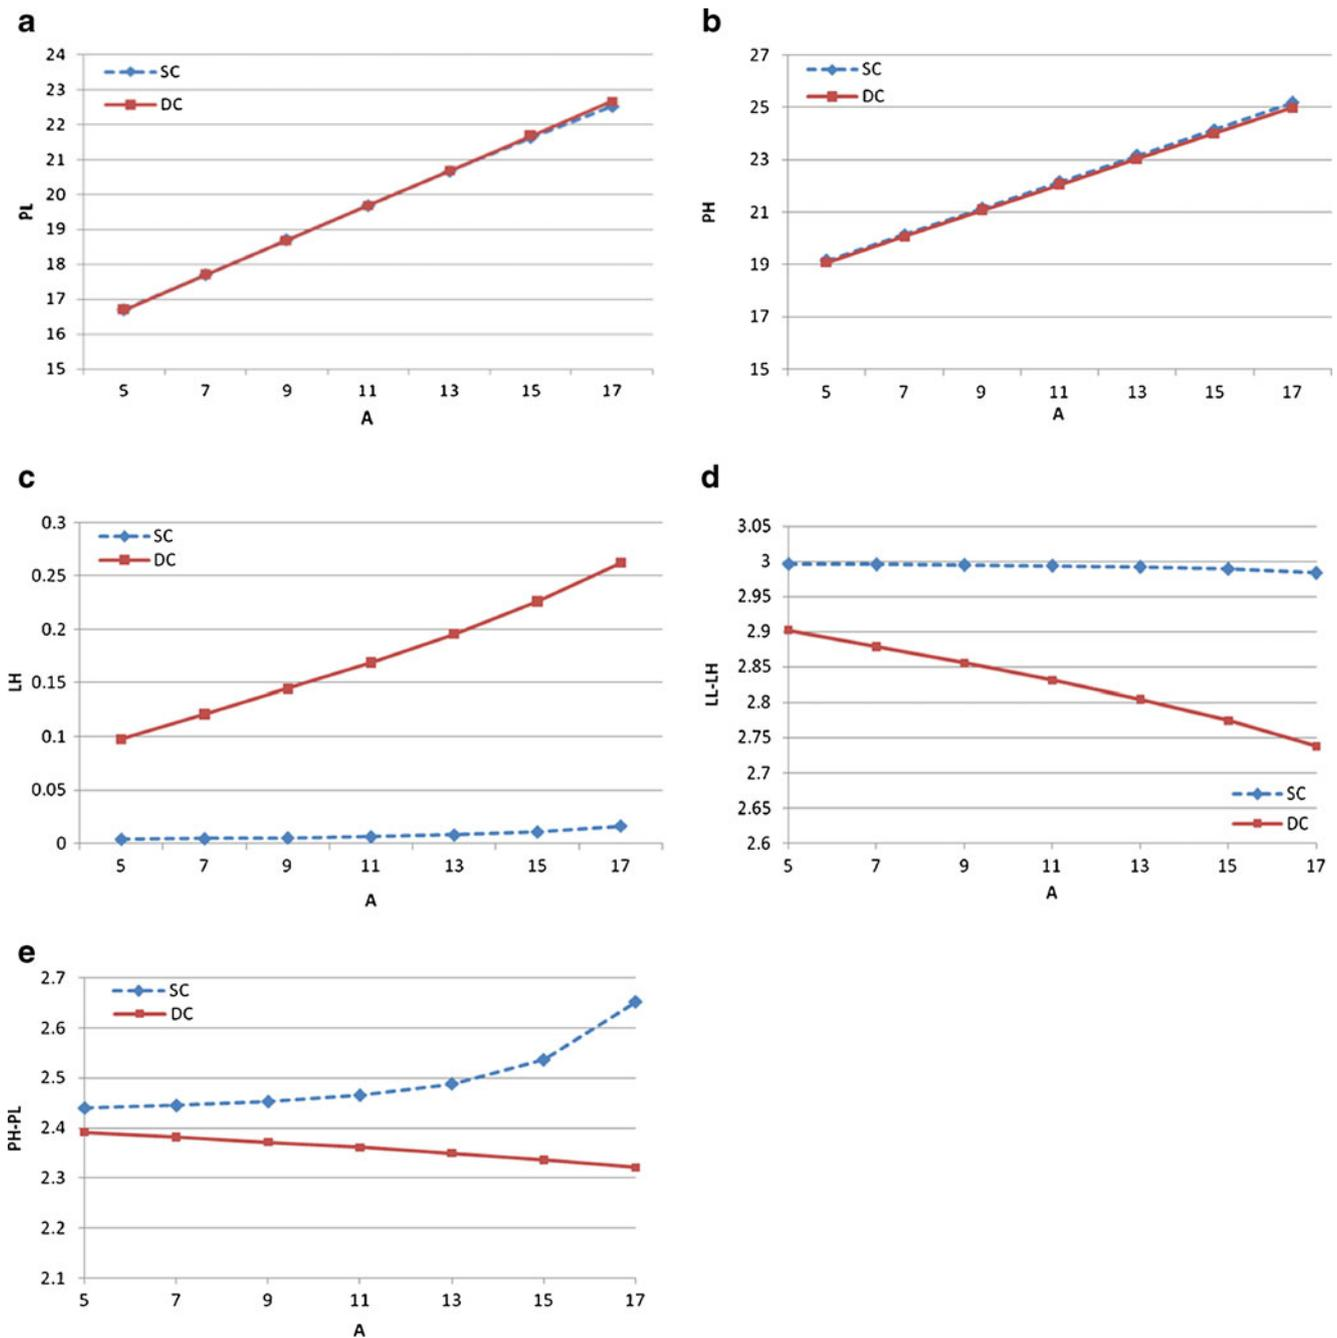 a
24
23
22
21
20
19
18
17
16
15
PL
SC
DC
5 7 9 11 13 15 17
A
b
27
25
23
21
19
17
15
PH
SC
DC
5 7 9 11 13 15 17
A
c
0.3
0.25
0.2
0.15
0.1
0.05
0
LH
SC
DC
5 7 9 11 13 15 17
A
d
3.05
3
2.95
2.9
2.85
2.8
2.75
2.7
2.65
2.6
LL-LH
SC
DC
5 7 9 11 13 15 17
A
e
2.7
2.6
2.5
2.4
2.3
2.2
2.1
PH-PL
SC
DC
5 7 9 11 13 15 17
A